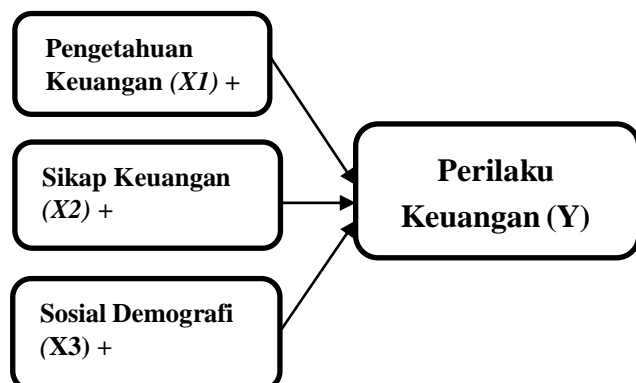 Pengetahuan
Keuangan (X1) +
Sikap Keuangan
(X2) +
Sosial Demografi
(X3) +
Perilaku
Keuangan (Y)